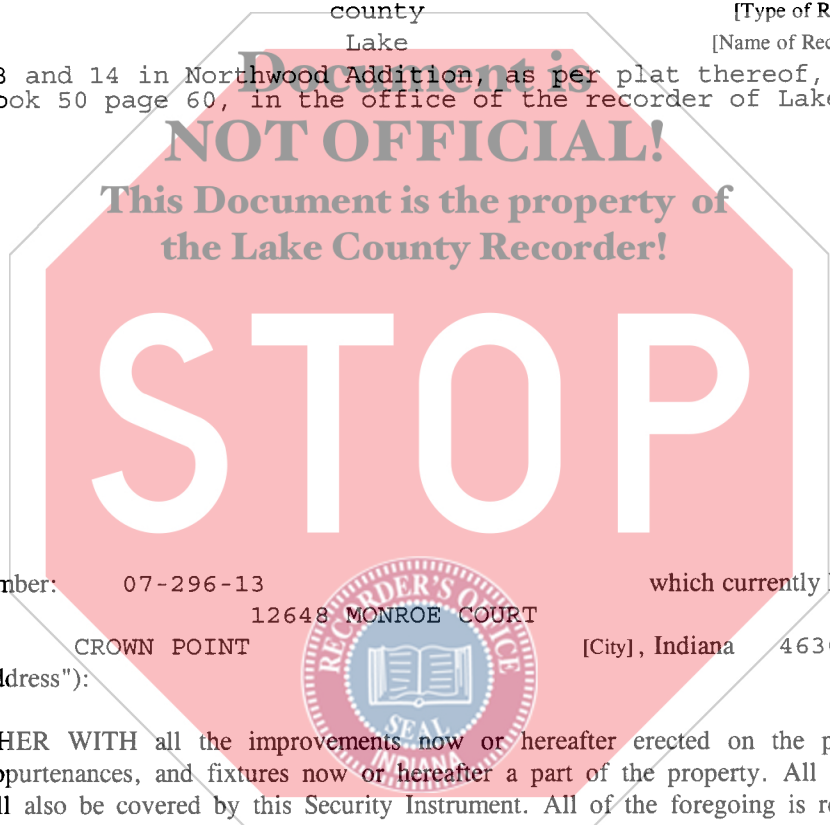 county [Type of R
Lake [Name of Rec
3 and 14 in Northwood Addition, as per plat thereof,
ook 50 page 60, in the office of the recorder of Lake
Document is
NOT OFFICIAL!
This Document is the property of
the Lake County Recorder!
STOP
mber: 07-296-13 which currently
RECORDER'S OFFICE
12648 MONROE COURT
CROWN POINT [City], Indiana 463
ddress"):
SEAL
INDIANA
HER WITH all the improvements now or hereafter erected on the p
ppurtenances, and fixtures now or hereafter a part of the property. All
ll also be covered by this Security Instrument. All of the foregoing is re